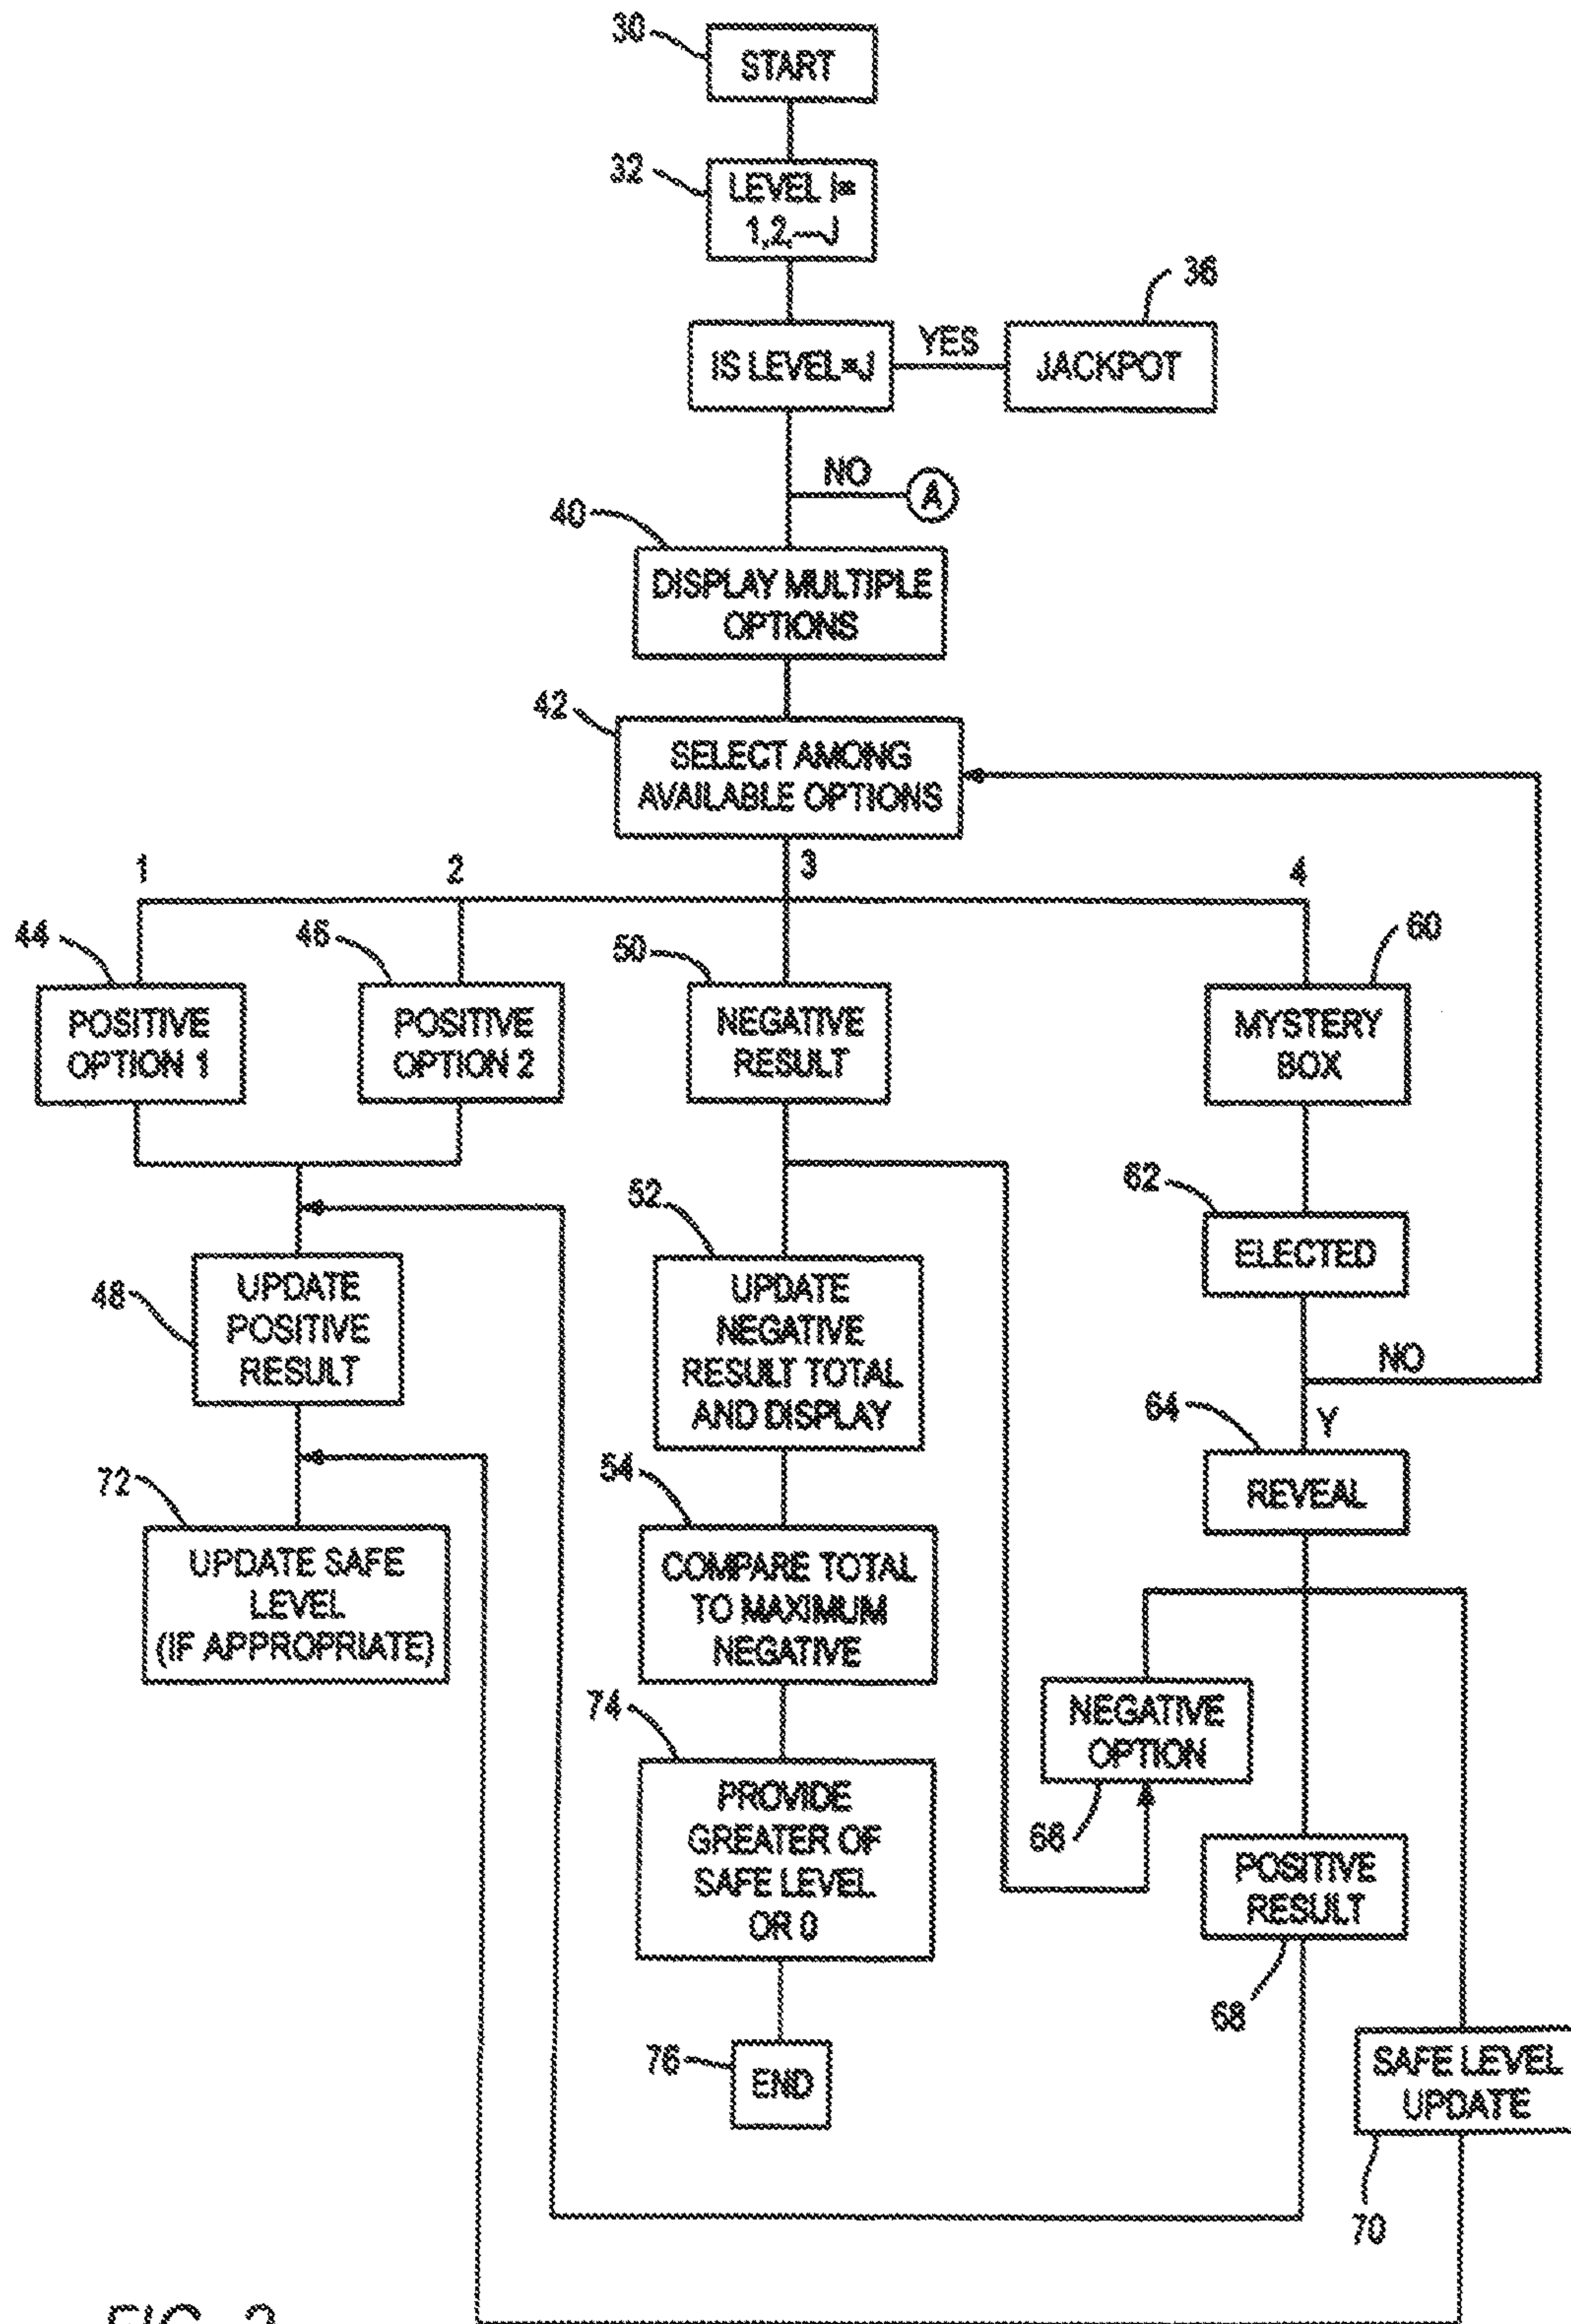 30
START
32
LEVEL I=
1,2,---J
36
IS LEVEL=J
YES
JACKPOT
NO
A
40
DISPLAY MULTIPLE
OPTIONS
42
SELECT AMONG
AVAILABLE OPTIONS
1
2
3
4
44
46
50
60
POSITIVE
OPTION 1
POSITIVE
OPTION 2
NEGATIVE
RESULT
MYSTERY
BOX
62
ELECTED
NO
Y
48
UPDATE
POSITIVE
RESULT
52
UPDATE
NEGATIVE
RESULT TOTAL
AND DISPLAY
64
REVEAL
72
UPDATE SAFE
LEVEL
(IF APPROPRIATE)
54
COMPARE TOTAL
TO MAXIMUM
NEGATIVE
74
PROVIDE
GREATER OF
SAFE LEVEL
OR 0
NEGATIVE
OPTION
66
POSITIVE
RESULT
68
76
END
SAFE LEVEL
UPDATE
70